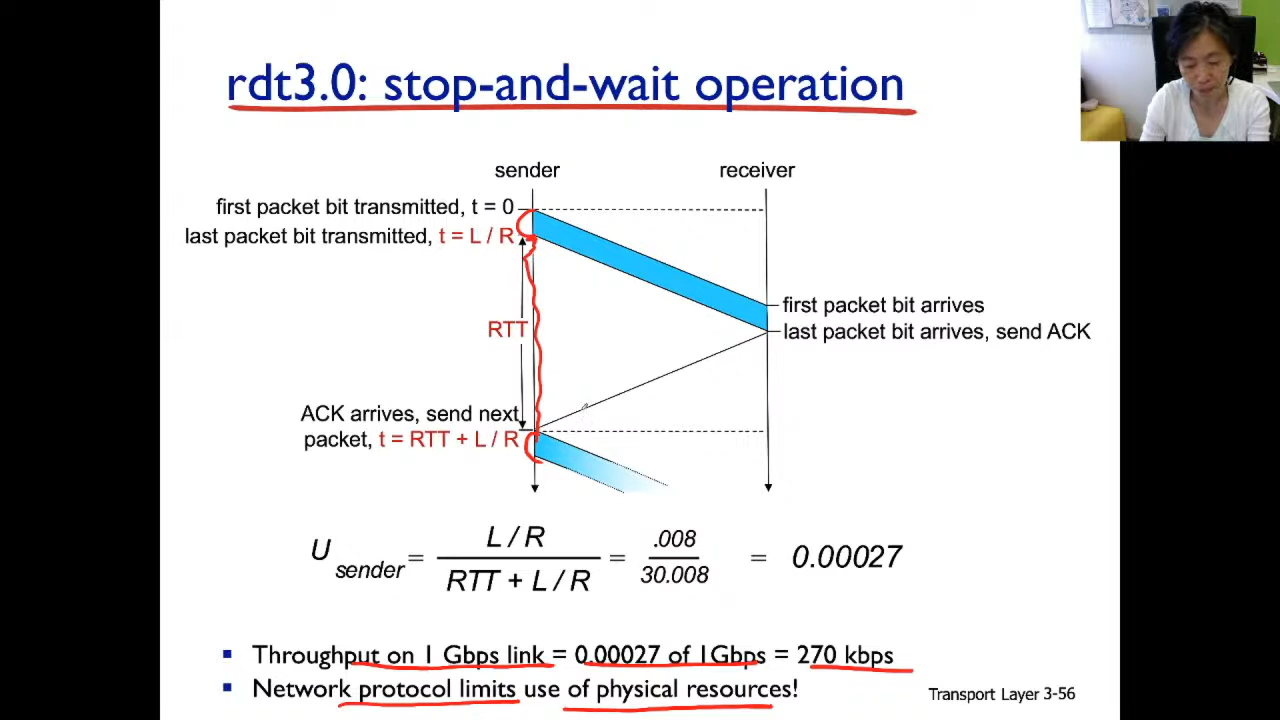 rdt3.0: stop-and-wait operation
sender
receiver
first packet bit transmitted, t = 0
last packet bit transmitted, t = L / R
first packet bit arrives
RTT
last packet bit arrives, send ACK
ACK arrives, send next
packet, t = RTT + L / R
U sender = L / R / RTT + L / R = .008 / 30.008 = 0.00027
▪ Throughput on 1 Gbps link = 0.00027 of 1Gbps = 270 kbps
▪ Network protocol limits use of physical resources!
Transport Layer 3-56